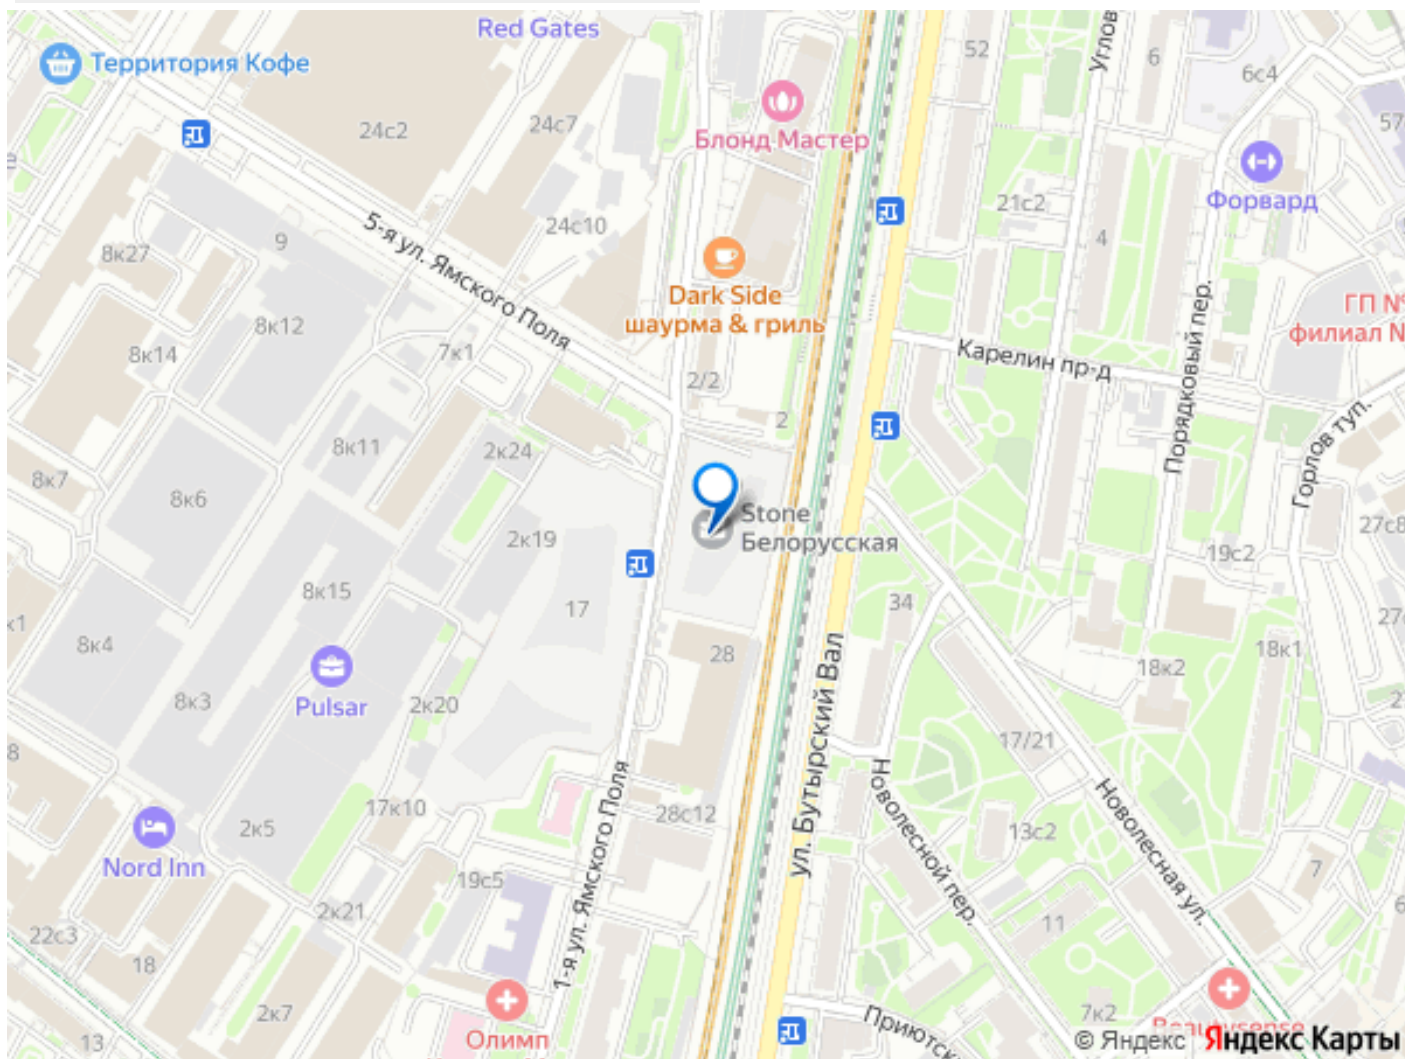 Red Gates
Территория Кофе
52
Углов
6
6с4
57
24с2
24с7
Блонд Мастер
Форвард
21с2
4
24с10
9
8к27
5-я ул. Ямского Поля
Dark Side
шаурма & гриль
ГП №
филиал №
8к12
7к1
8к14
2/2
Карелин пр-д
Порядковый пер.
Горлов туп.
2
8к11
2к24
8к7
8к6
Stone
Белорусская
27с8
19с2
2к19
8к15
17
34
8к4
28
18к2
18к1
Pulsar
8к3
2к20
ул. Бутырский Вал
17/21
1-я ул. Ямского Поля
Новолесной пер.
Новолесная ул.
17к10
28с12
2к5
13с2
7
Nord Inn
19с5
2к21
11
22с3
18
2к7
13
Олимп
7к2
Приютск
Beautysense
© Яндекс Яндекс Карты